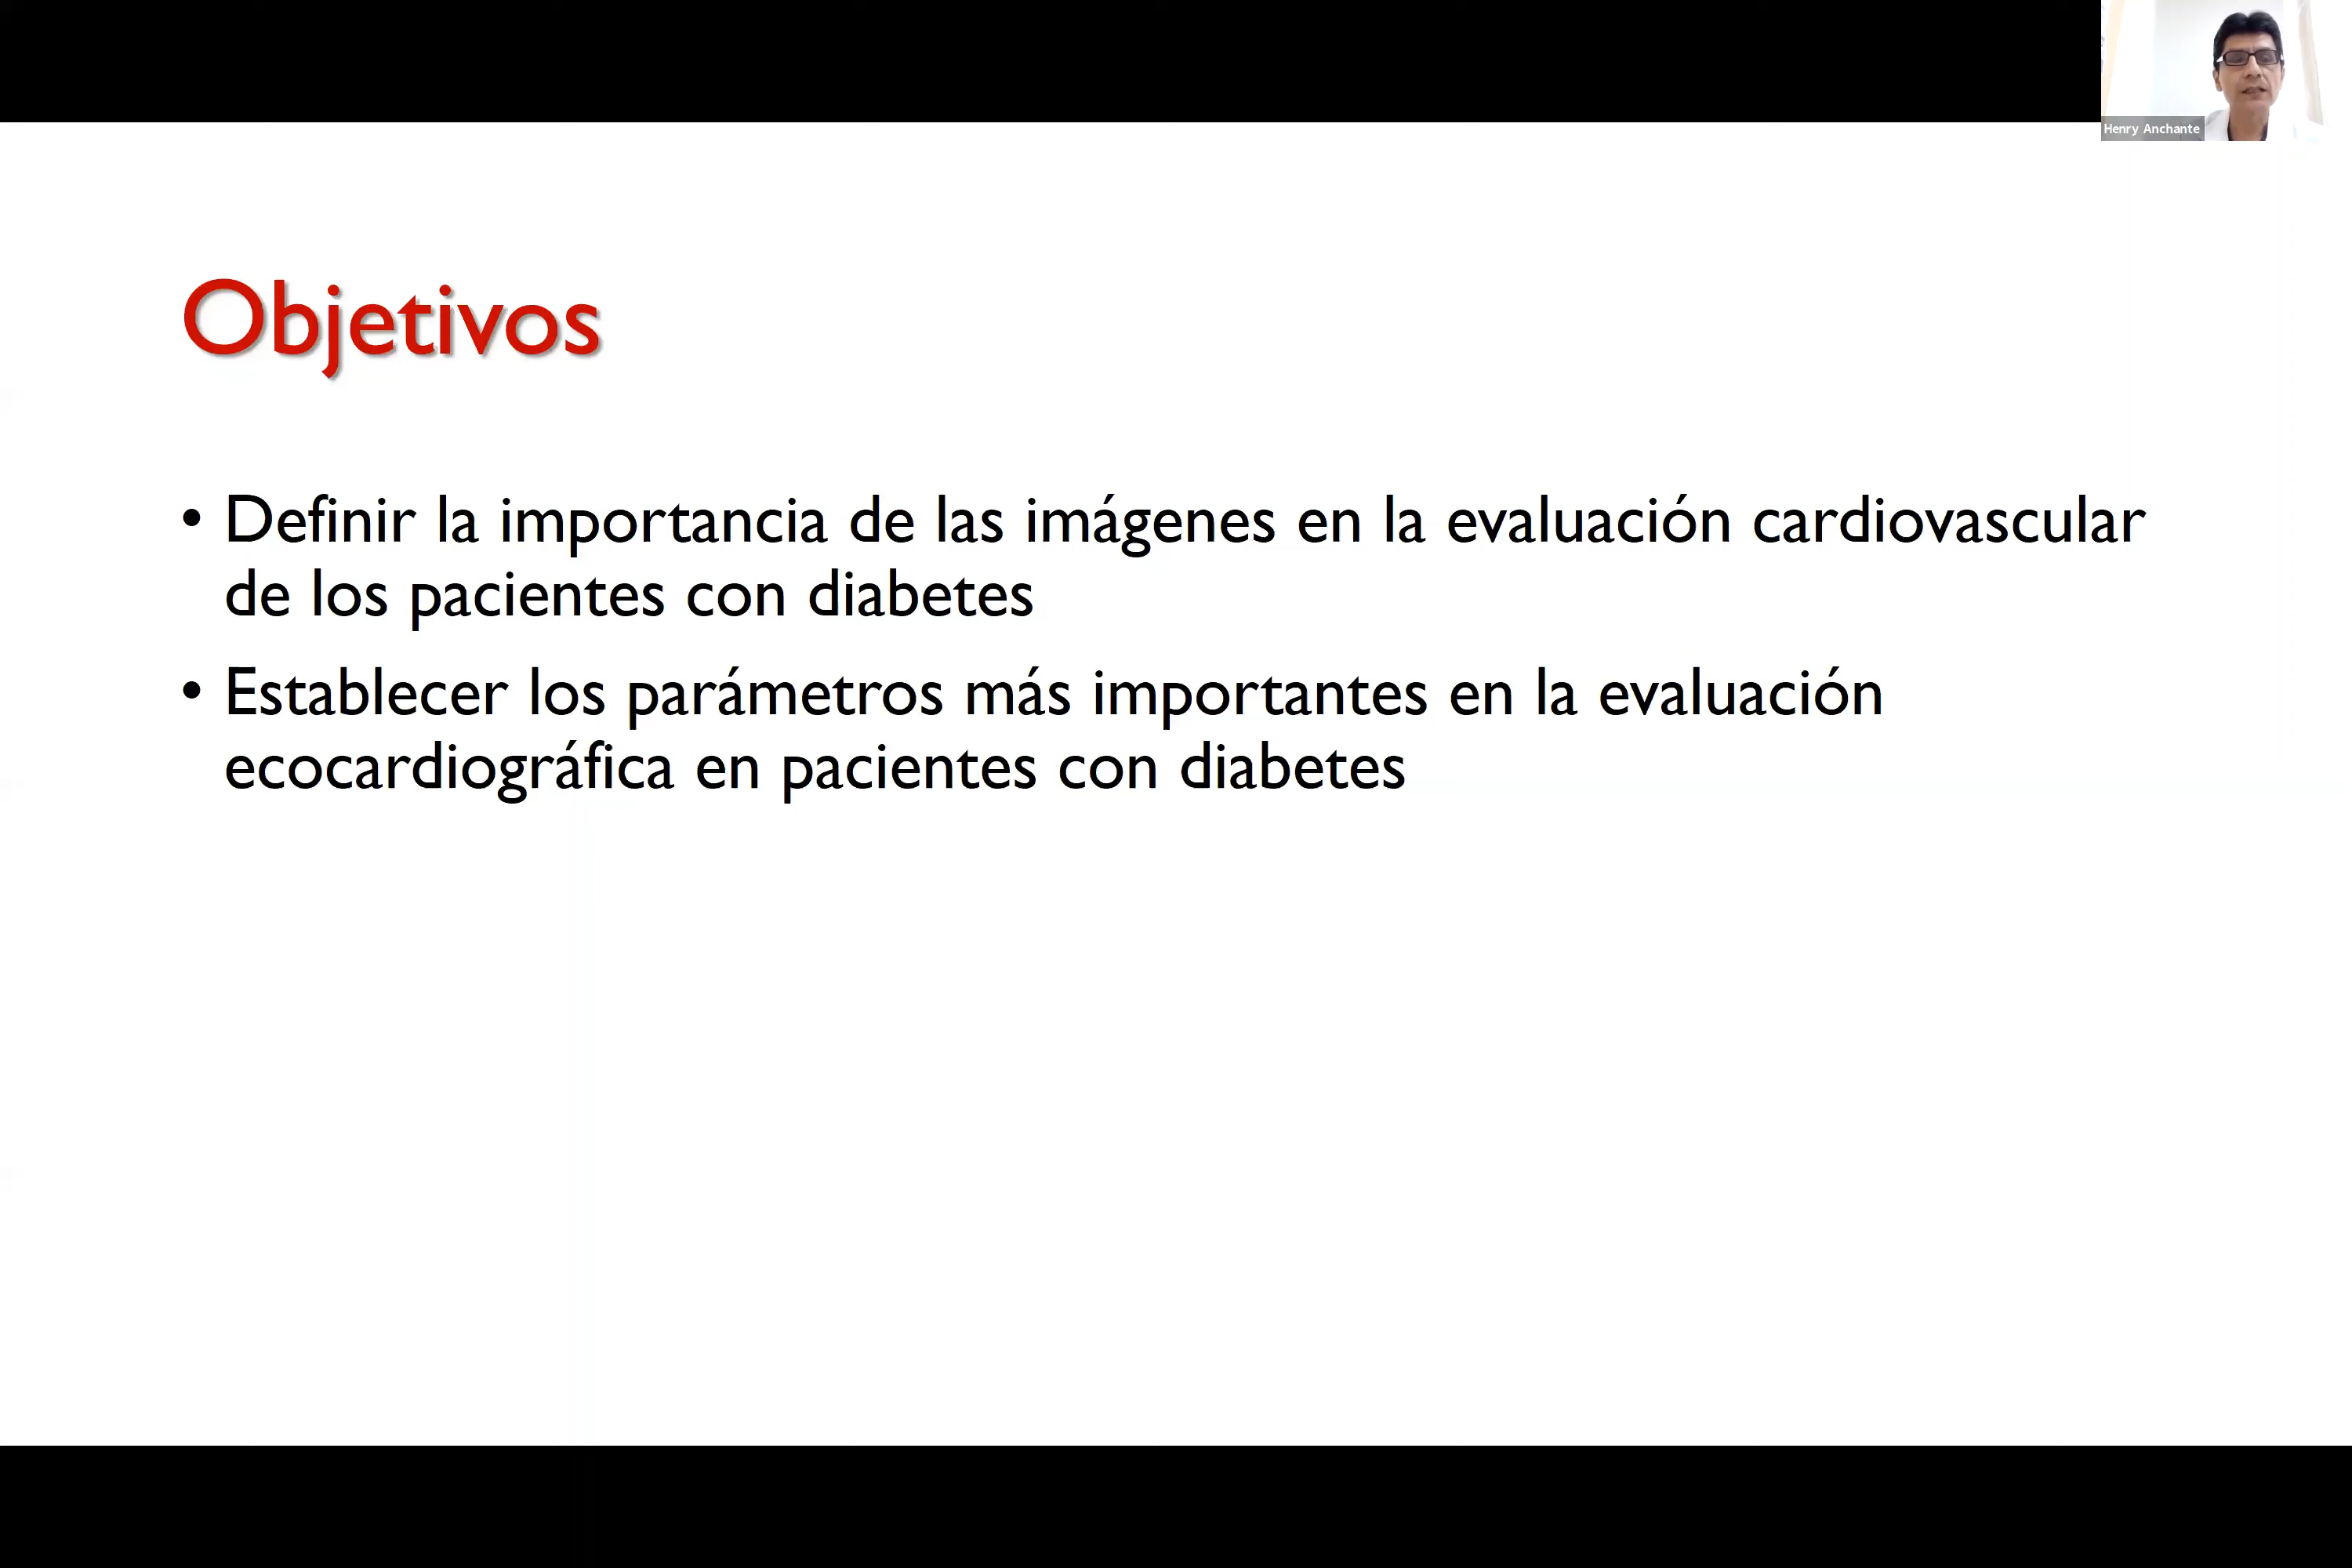 Henry Anchante
Objetivos
• Definir la importancia de las imágenes en la evaluación cardiovascular
de los pacientes con diabetes
• Establecer los parámetros más importantes en la evaluación
ecocardiográfica en pacientes con diabetes